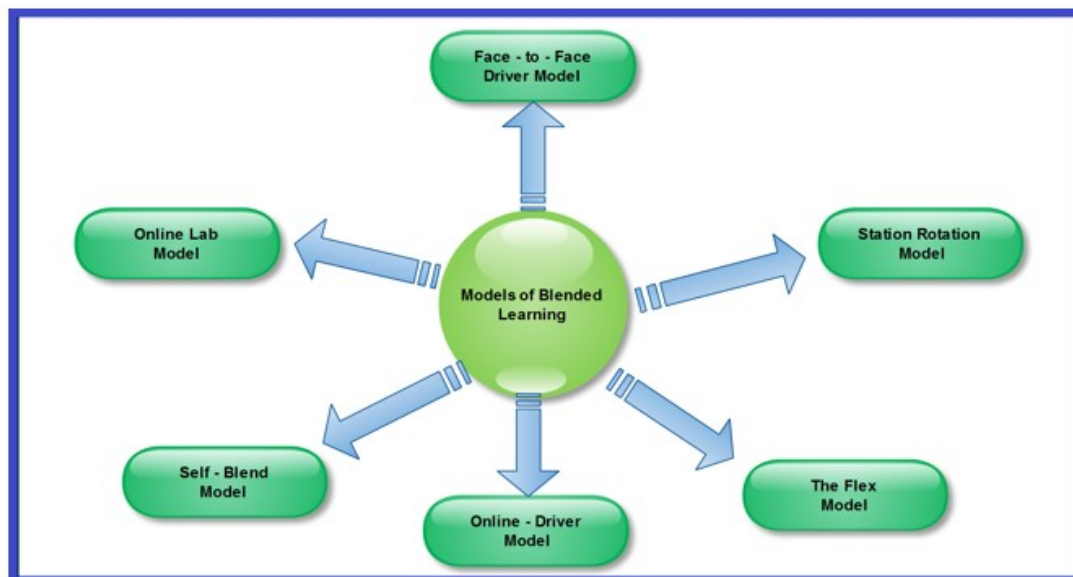 Face - to - Face
Driver Model
Online Lab
Model
Station Rotation
Model
Models of Blended
Learning
Self - Blend
Model
Online - Driver
Model
The Flex
Model